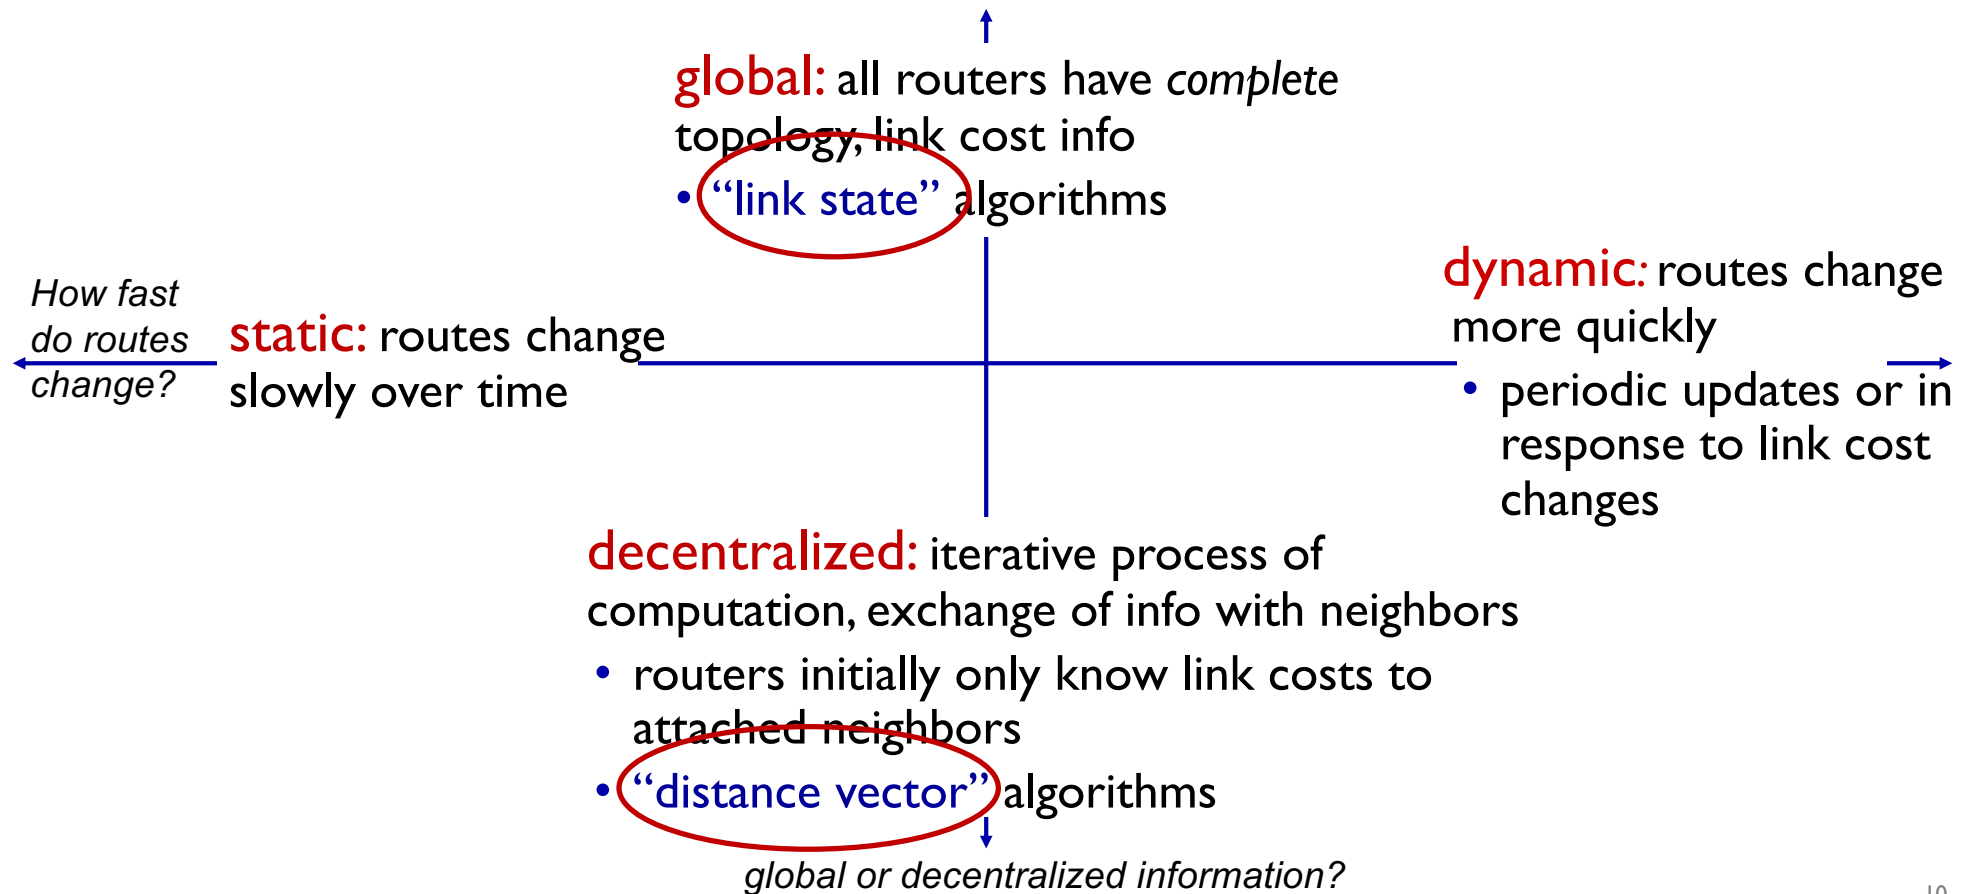 global: all routers have complete
topology, link cost info
• “link state” algorithms
How fast
do routes
change?
static: routes change
slowly over time
dynamic: routes change
more quickly
• periodic updates or in
response to link cost
changes
decentralized: iterative process of
computation, exchange of info with neighbors
• routers initially only know link costs to
attached neighbors
• “distance vector” algorithms
global or decentralized information?